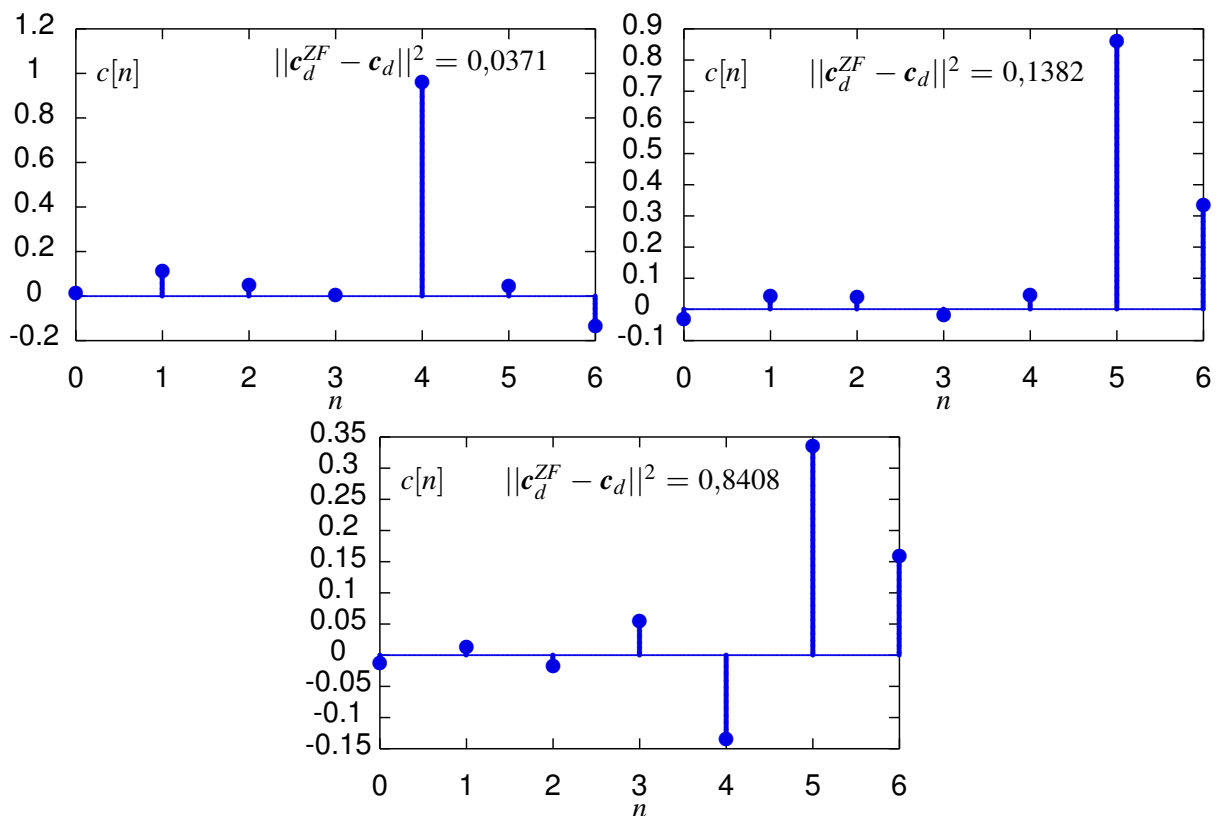 1.2
1
0.8
0.6
0.4
0.2
0
-0.2
c[n]
||c_d^{ZF} − c_d||^2 = 0,0371
0 1 2 3 4 5 6
n
0.9
0.8
0.7
0.6
0.5
0.4
0.3
0.2
0.1
0
-0.1
c[n]
||c_d^{ZF} − c_d||^2 = 0,1382
0 1 2 3 4 5 6
n
0.35
0.3
0.25
0.2
0.15
0.1
0.05
0
-0.05
-0.1
-0.15
c[n]
||c_d^{ZF} − c_d||^2 = 0,8408
0 1 2 3 4 5 6
n